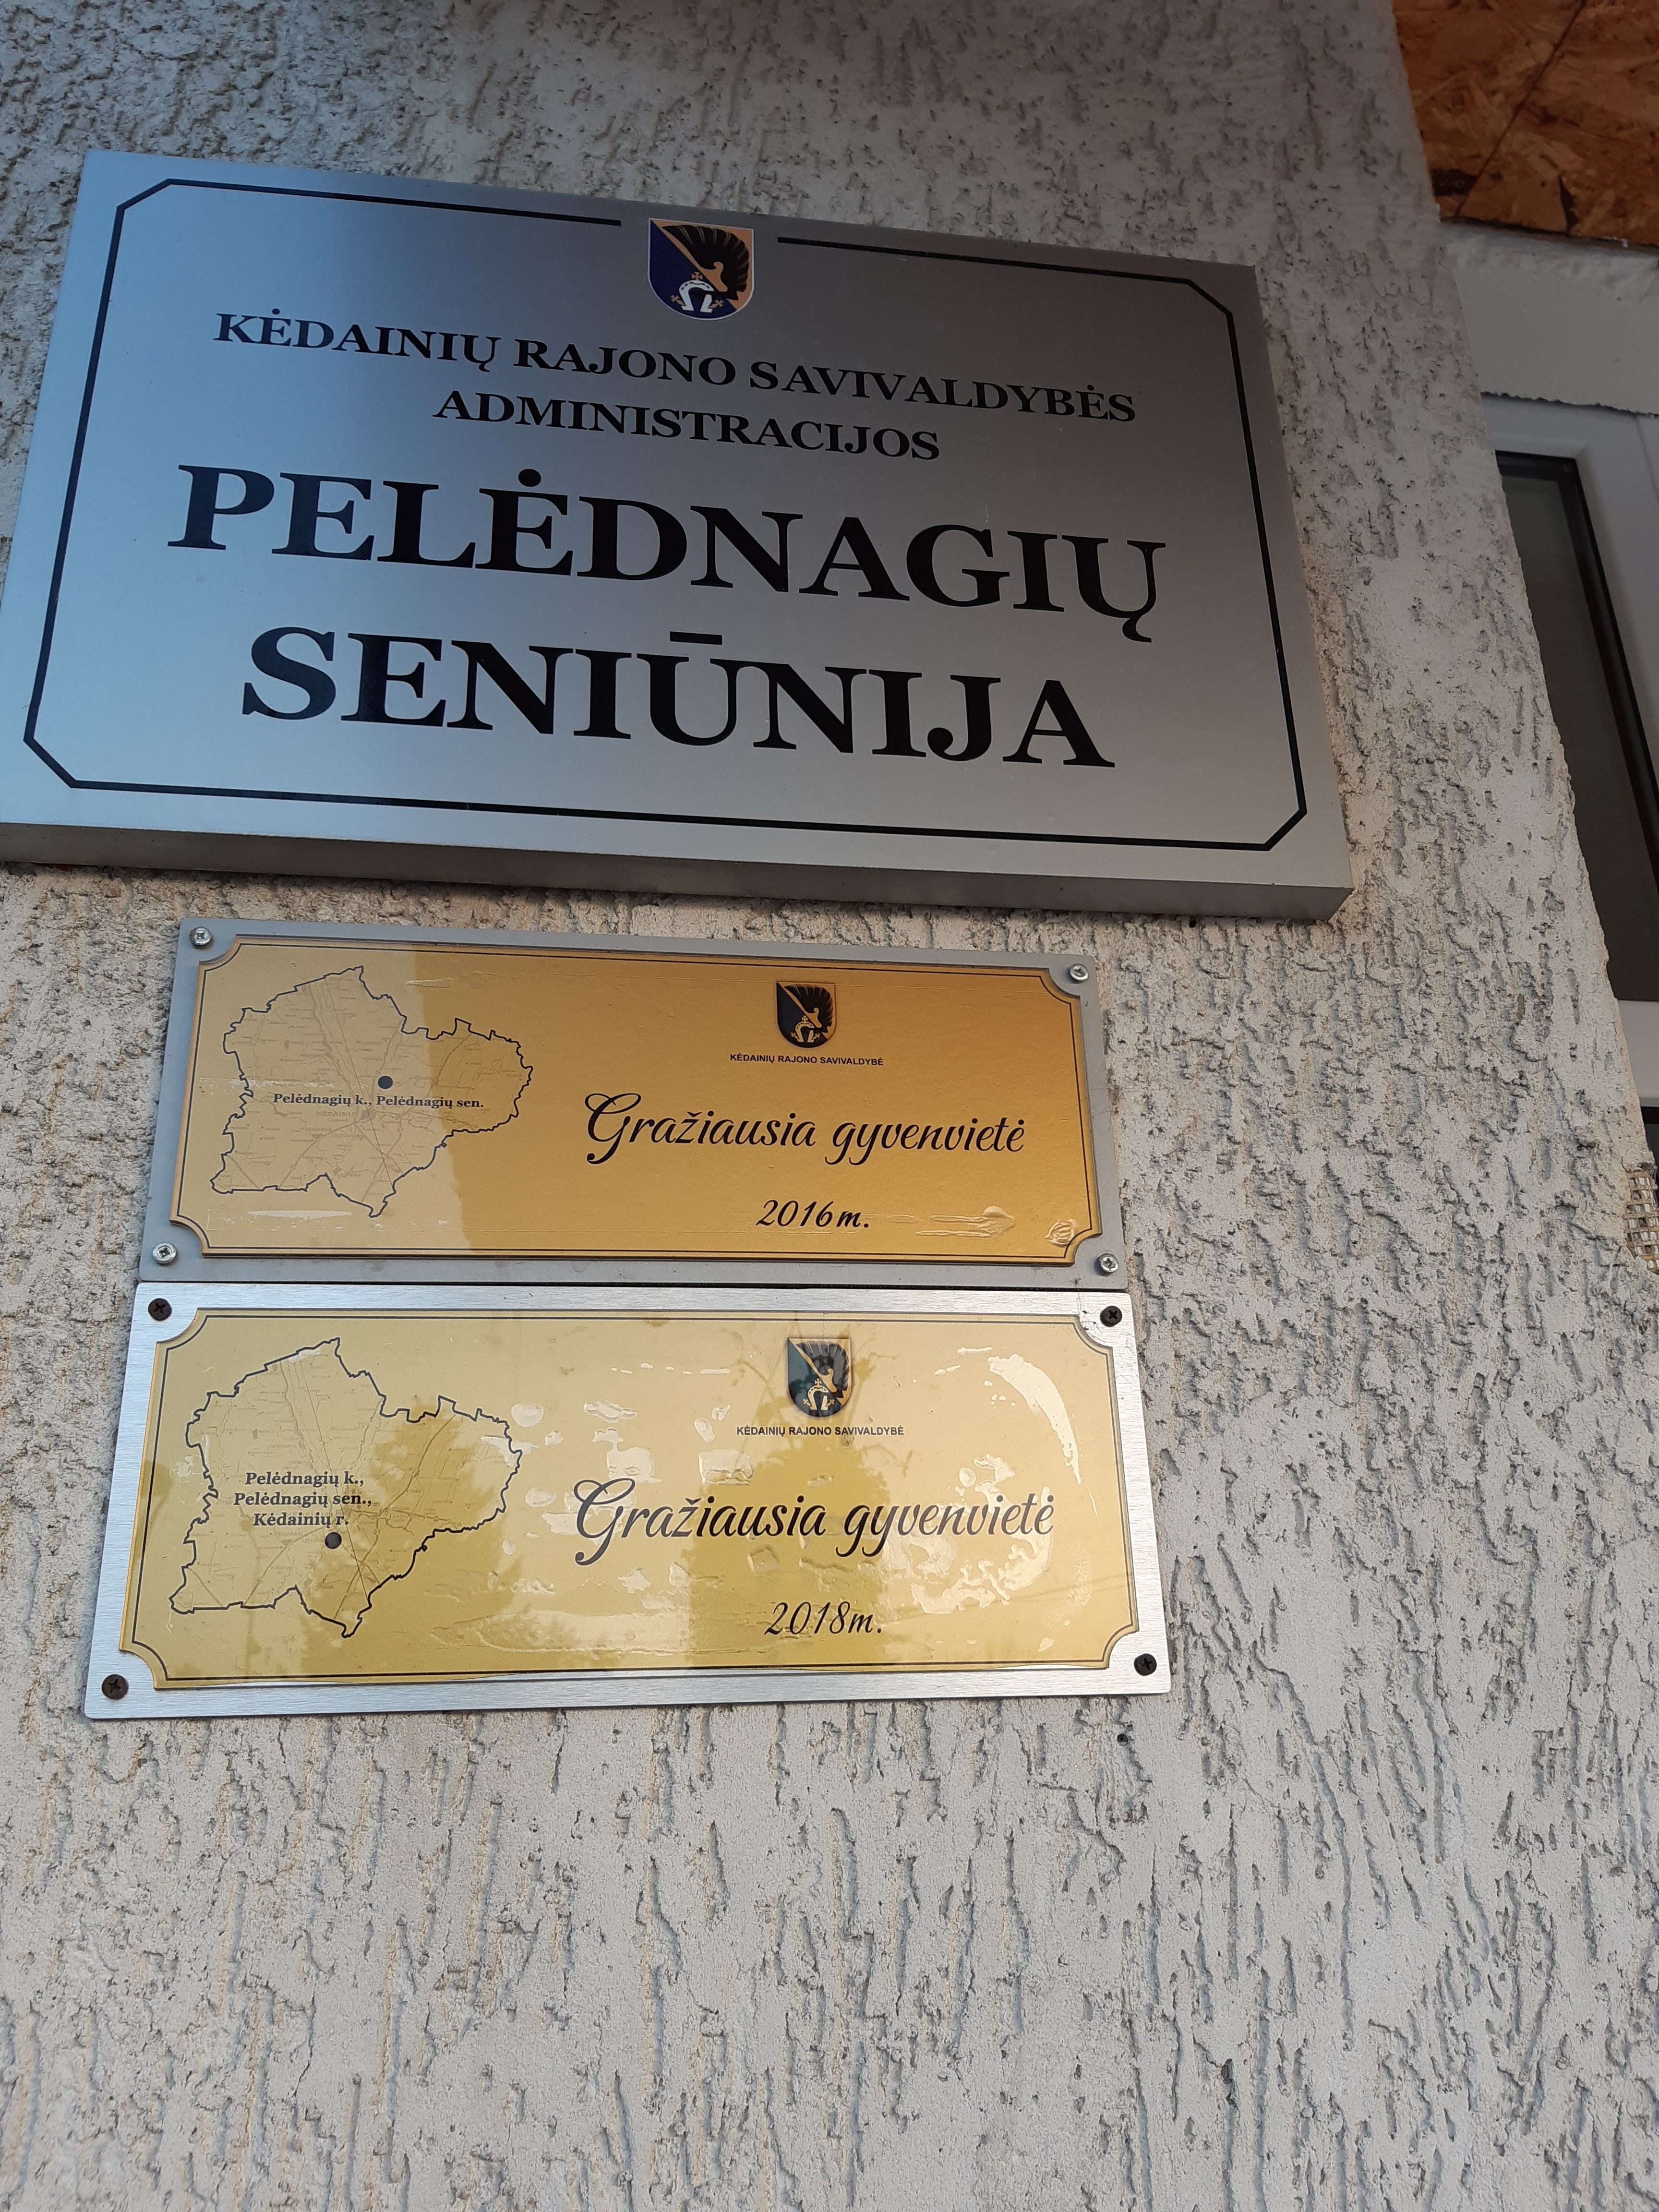 KĖDAINIŲ RAJONO SAVIVALDYBĖS
ADMINISTRACIJOS
PELĖDNAGIŲ
SENIŪNIJA
KĖDAINIŲ RAJONO SAVIVALDYBĖ
Pelėdnagių k., Pelėdnagių sen.
Gražiausia gyvenvietė
2016m.
KĖDAINIŲ RAJONO SAVIVALDYBĖ
Pelėdnagių k.,
Pelėdnagių sen.,
Kėdainių r.
Gražiausia gyvenvietė
2018m.